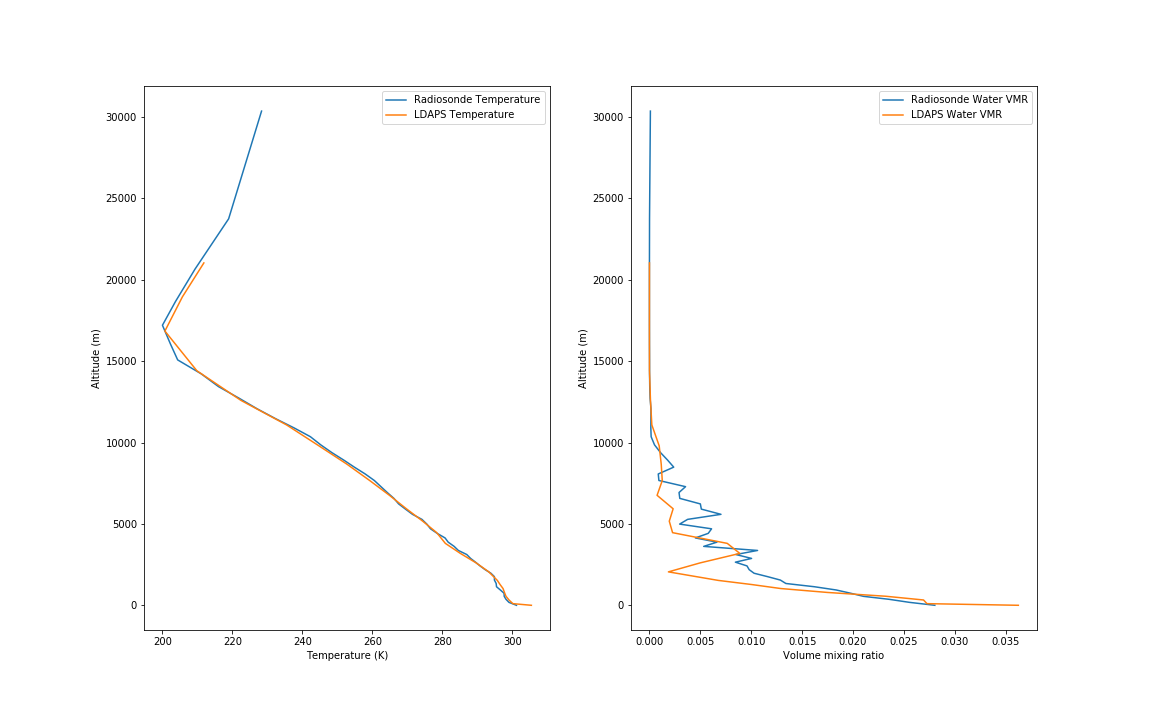 Radiosonde Temperature
LDAPS Temperature
30000
25000
20000
15000
10000
5000
0
Altitude (m)
200 220 240 260 280 300
Temperature (K)
Radiosonde Water VMR
LDAPS Water VMR
30000
25000
20000
15000
10000
5000
0
Altitude (m)
0.000 0.005 0.010 0.015 0.020 0.025 0.030 0.035
Volume mixing ratio